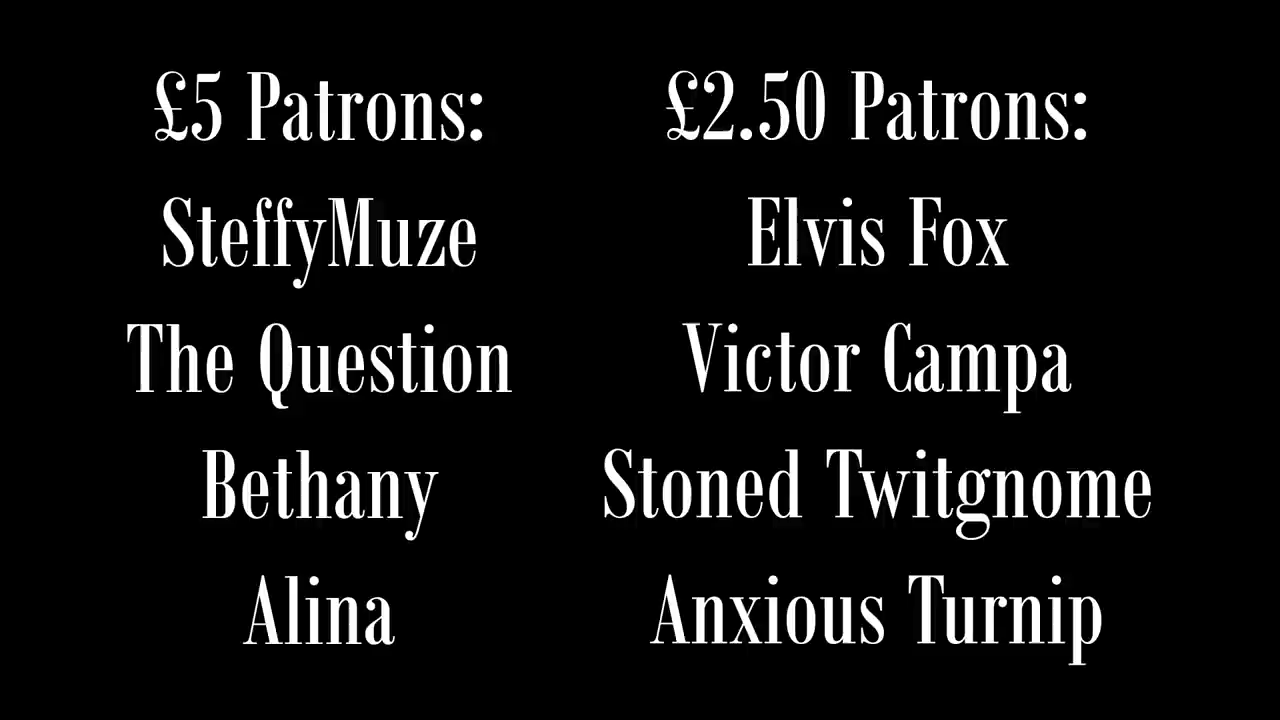 £5 Patrons:
SteffyMuze
The Question
Bethany
Alina
£2.50 Patrons:
Elvis Fox
Victor Campa
Stoned Twitgnome
Anxious Turnip